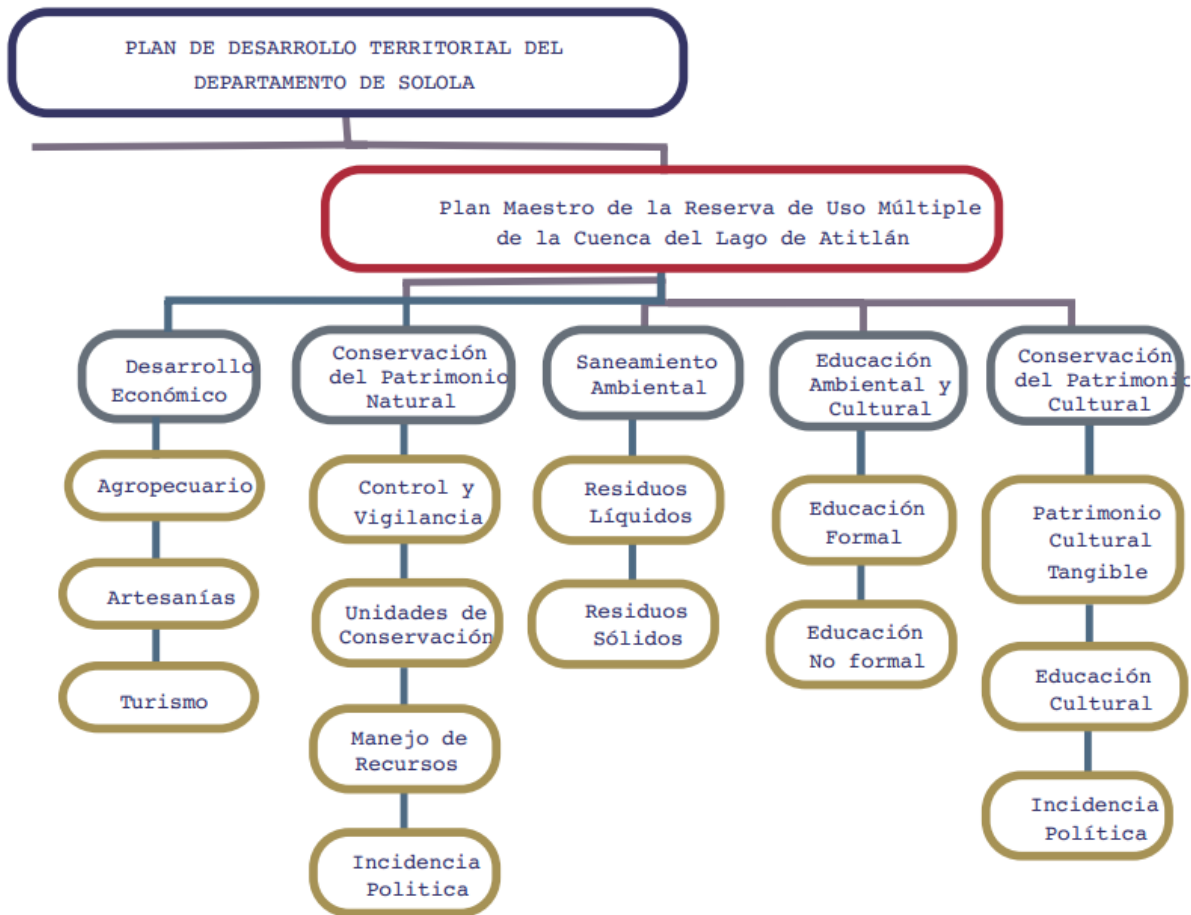 PLAN DE DESARROLLO TERRITORIAL DEL
DEPARTAMENTO DE SOLOLA
Plan Maestro de la Reserva de Uso Múltiple
de la Cuenca del Lago de Atitlán
Desarrollo
Económico
Agropecuario
Artesanías
Turismo
Conservación
del Patrimonio
Natural
Control y
Vigilancia
Unidades de
Conservación
Manejo de
Recursos
Incidencia
Politica
Saneamiento
Ambiental
Residuos
Líquidos
Residuos
Sólidos
Educación
Ambiental y
Cultural
Educación
Formal
Educación
No formal
Conservación
del Patrimonio
Cultural
Patrimonio
Cultural
Tangible
Educación
Cultural
Incidencia
Política